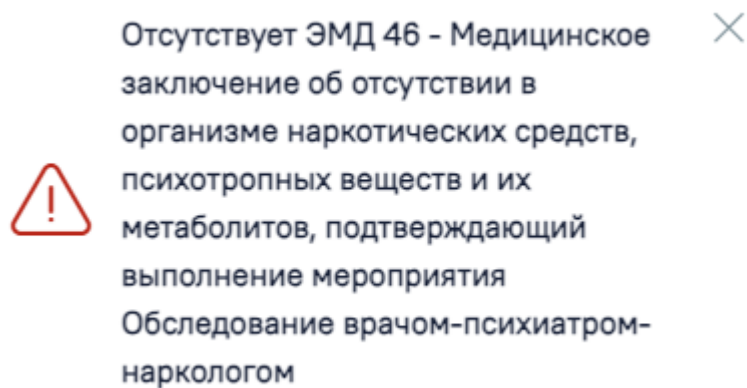 Отсутствует ЭМД 46 - Медицинское
заключение об отсутствии в
организме наркотических средств,
психотропных веществ и их
метаболитов, подтверждающий
выполнение мероприятия
Обследование врачом-психиатром-
наркологом